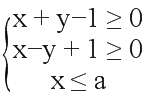 x + y−1 ≥ 0
x−y + 1 ≥ 0
x ≤ a